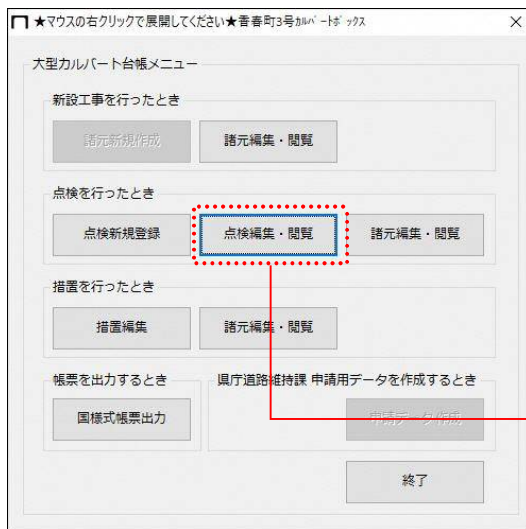 ★マウスの右クリックで展開してください★香春町3号ｶﾙﾊﾞｰﾄﾎﾞｯｸｽ ×
大型カルバート台帳メニュー
新設工事を行ったとき
諸元新規作成 諸元編集・閲覧
点検を行ったとき
点検新規登録 点検編集・閲覧 諸元編集・閲覧
措置を行ったとき
措置編集 諸元編集・閲覧
帳票を出力するとき 県庁道路維持課 申請用データを作成するとき
国様式帳票出力 申請データ作成
終了